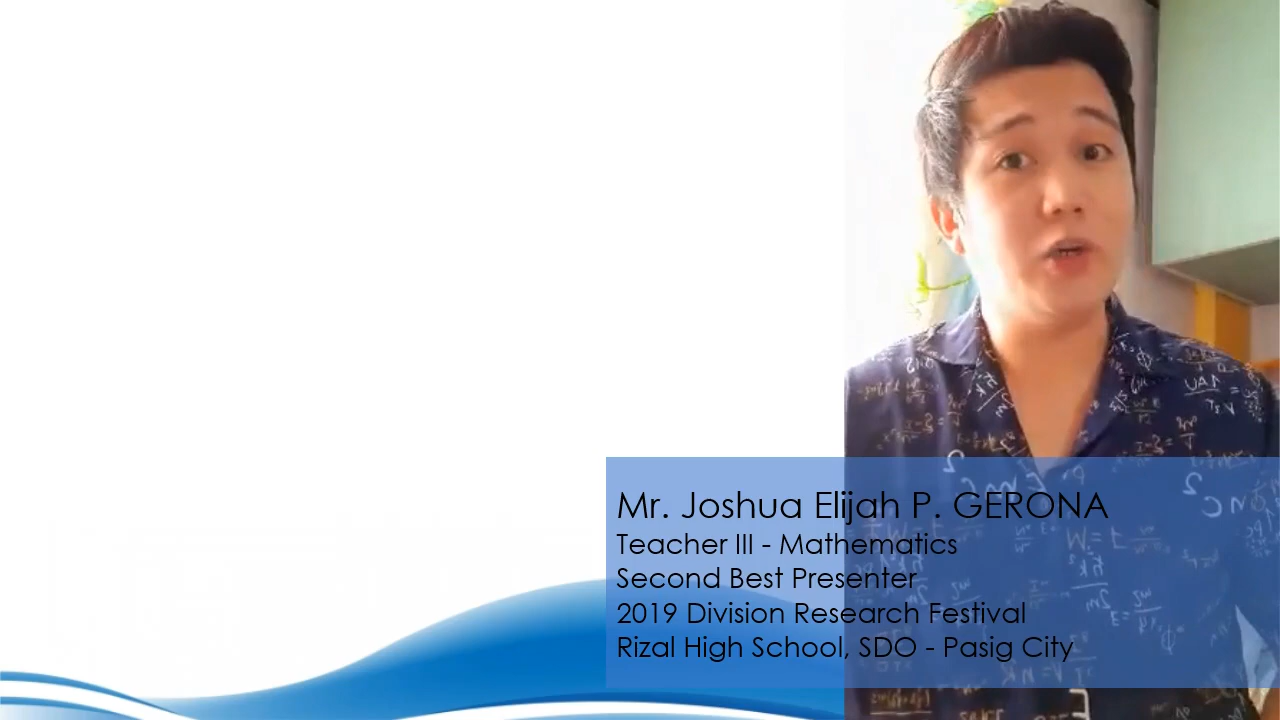 Mr. Joshua Elijah P. GERONA
Teacher III - Mathematics
Second Best Presenter
2019 Division Research Festival
Rizal High School, SDO - Pasig City